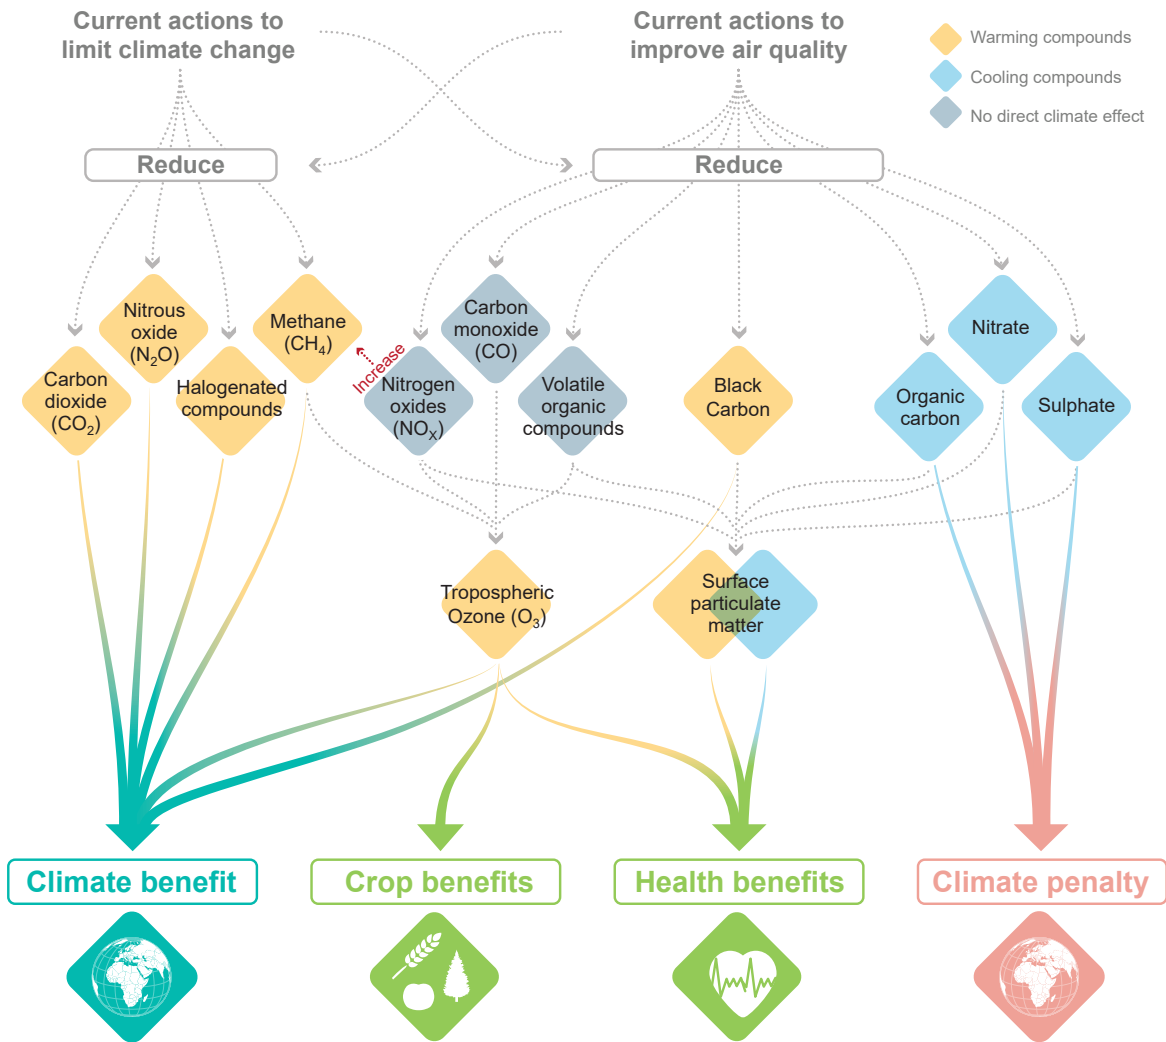 Current actions to
limit climate change
Current actions to
improve air quality
Warming compounds
Cooling compounds
No direct climate effect
Reduce
Reduce
Nitrous
oxide
(N₂O)
Methane
(CH₄)
Carbon
monoxide
(CO)
Nitrate
Increase
Carbon
dioxide
(CO₂)
Halogenated
compounds
Nitrogen
oxides
(NOₓ)
Volatile
organic
compounds
Black
Carbon
Organic
carbon
Sulphate
Tropospheric
Ozone (O₃)
Surface
particulate
matter
Climate benefit
Crop benefits
Health benefits
Climate penalty